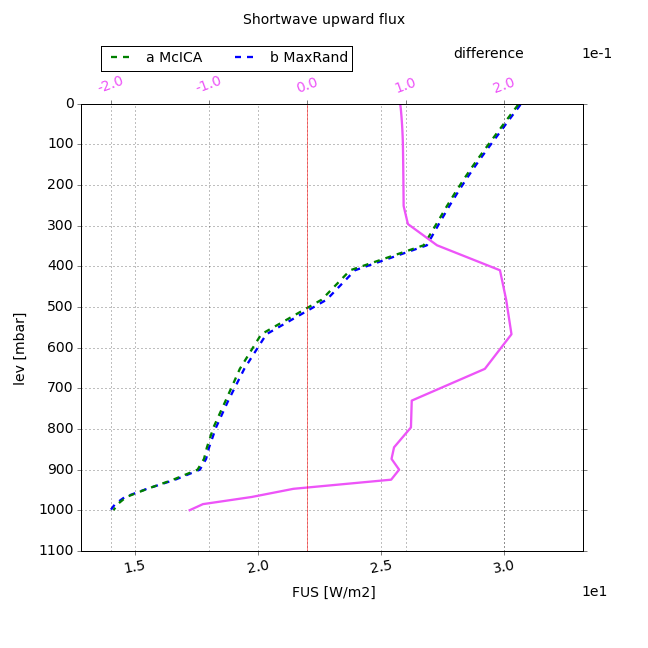 Shortwave upward flux
a McICA b MaxRand difference 1e-1
-2.0 -1.0 0.0 1.0 2.0
0
100
200
300
400
500
600
700
800
900
1000
1100
lev [mbar]
1.5 2.0 2.5 3.0
FUS [W/m2] 1e1